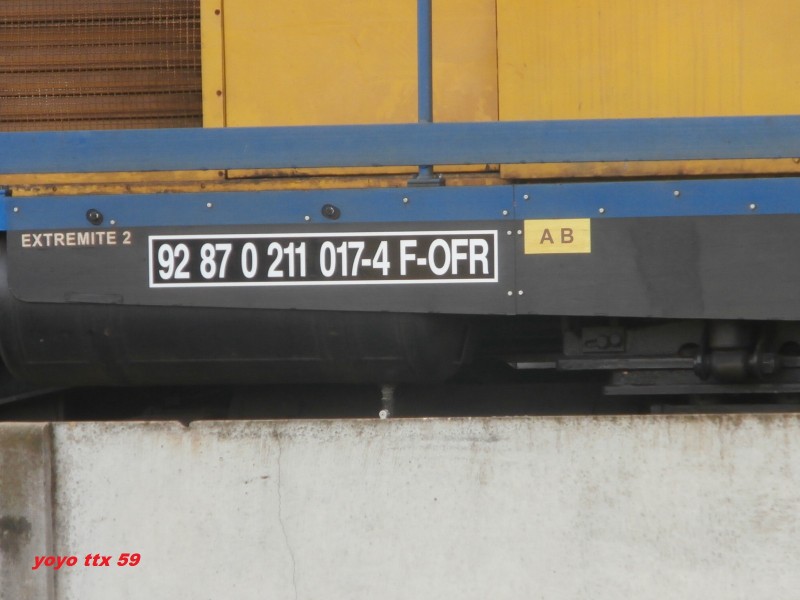 EXTREMITE 2
92 87 0 211 017-4 F-OFR
A B
yoyo ttx 59